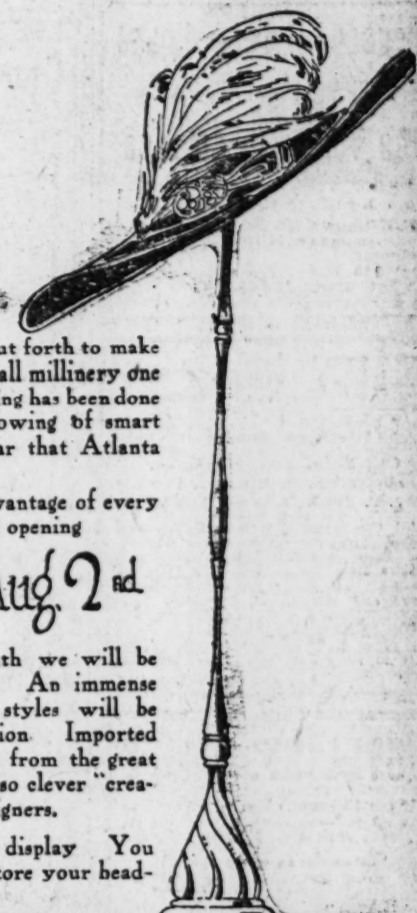 ut forth to make
all millinery one
ing has been done
owing of smart
ar that Atlanta
vantage of every
opening
Aug. 2nd
th we will be
An immense
styles will be
ion Imported
from the great
so clever "crea-
gners.
display You
tore your head-